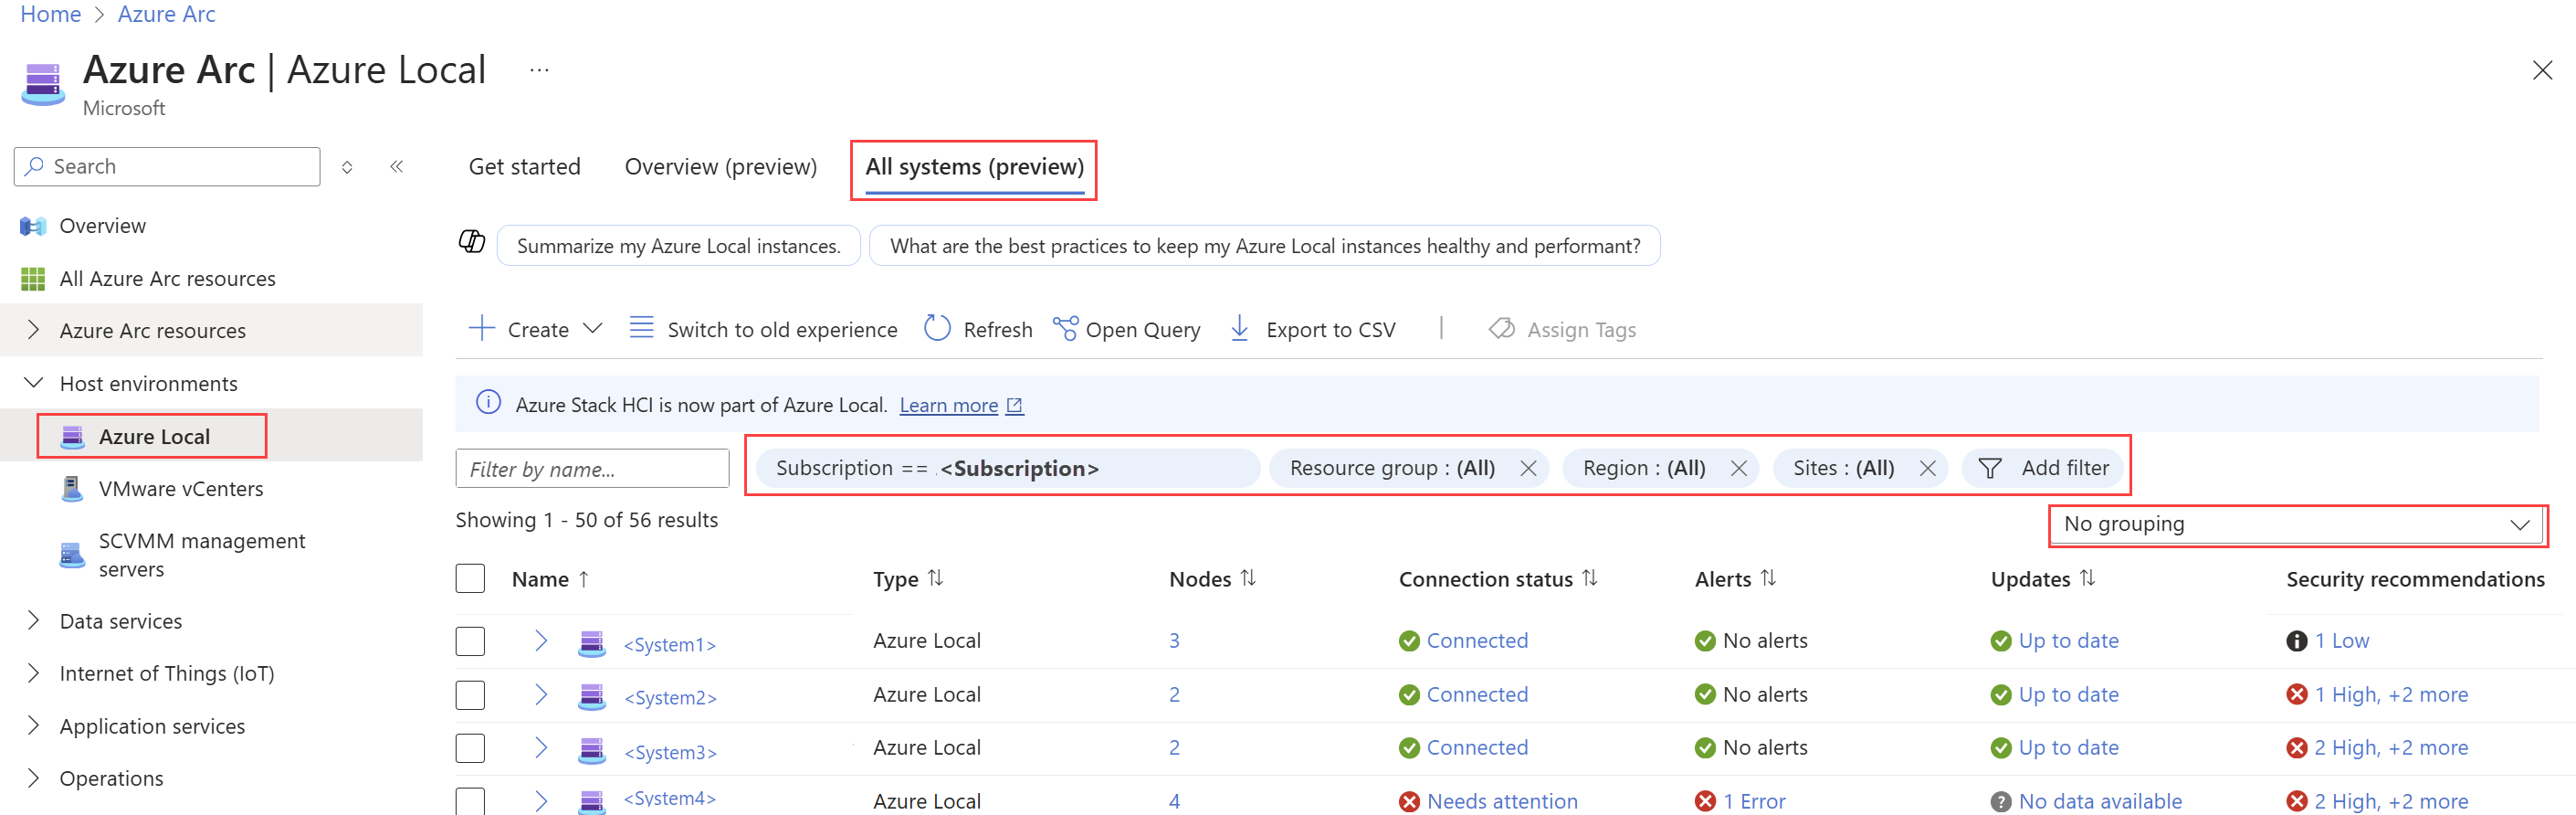 Home > Azure Arc
Azure Arc | Azure Local ...
Microsoft
Search
Overview
All Azure Arc resources
Azure Arc resources
Host environments
Azure Local
VMware vCenters
SCVMM management
servers
Data services
Internet of Things (IoT)
Application services
Operations
Get started Overview (preview) All systems (preview)
Summarize my Azure Local instances. What are the best practices to keep my Azure Local instances healthy and performant?
Create Switch to old experience Refresh Open Query Export to CSV | Assign Tags
Azure Stack HCI is now part of Azure Local. Learn more
Filter by name... Subscription == <Subscription> Resource group : (All) Region : (All) Sites : (All) Add filter
Showing 1 - 50 of 56 results
No grouping
Name ↑ Type ↑↓ Nodes ↑↓ Connection status ↑↓ Alerts ↑↓ Updates ↑↓ Security recommendations
<System1> Azure Local 3 Connected No alerts Up to date 1 Low
<System2> Azure Local 2 Connected No alerts Up to date 1 High, +2 more
<System3> Azure Local 2 Connected No alerts Up to date 2 High, +2 more
<System4> Azure Local 4 Needs attention 1 Error No data available 2 High, +2 more